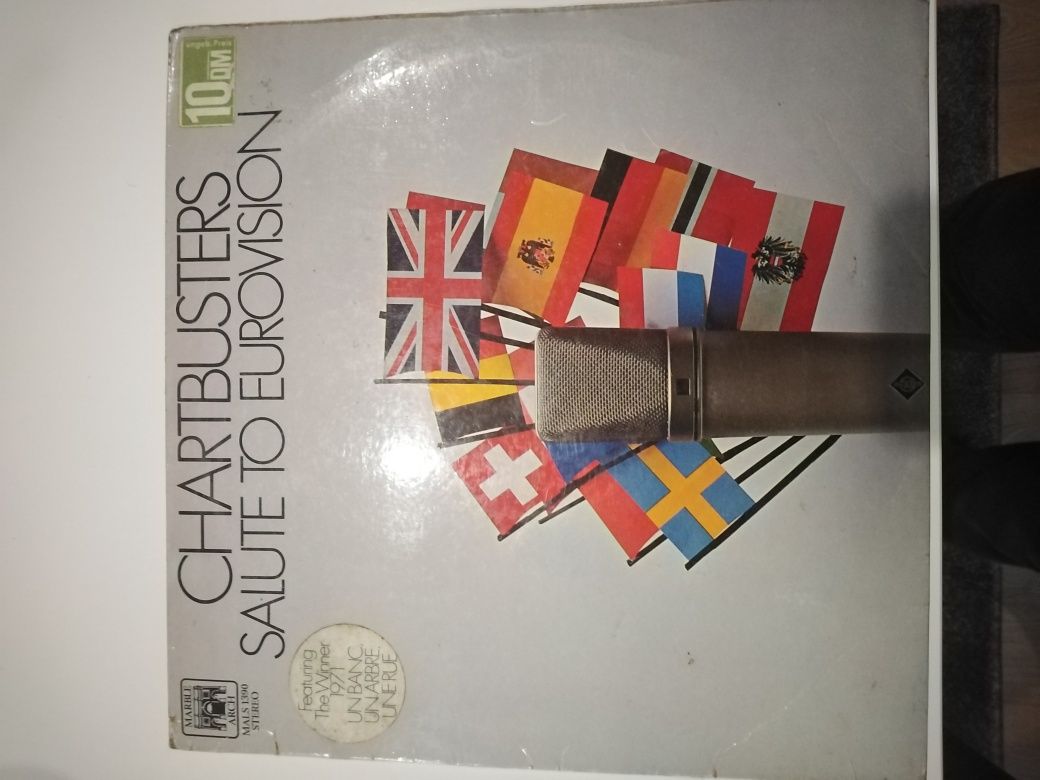 MARBLE
ARCH
MALS 1390
STEREO
CHARTBUSTERS
SALUTE TO EUROVISION
ungeb. Preis
10 DM
Featuring
The Winner
1971
UN BANC,
UN ARBRE,
UNE RUE